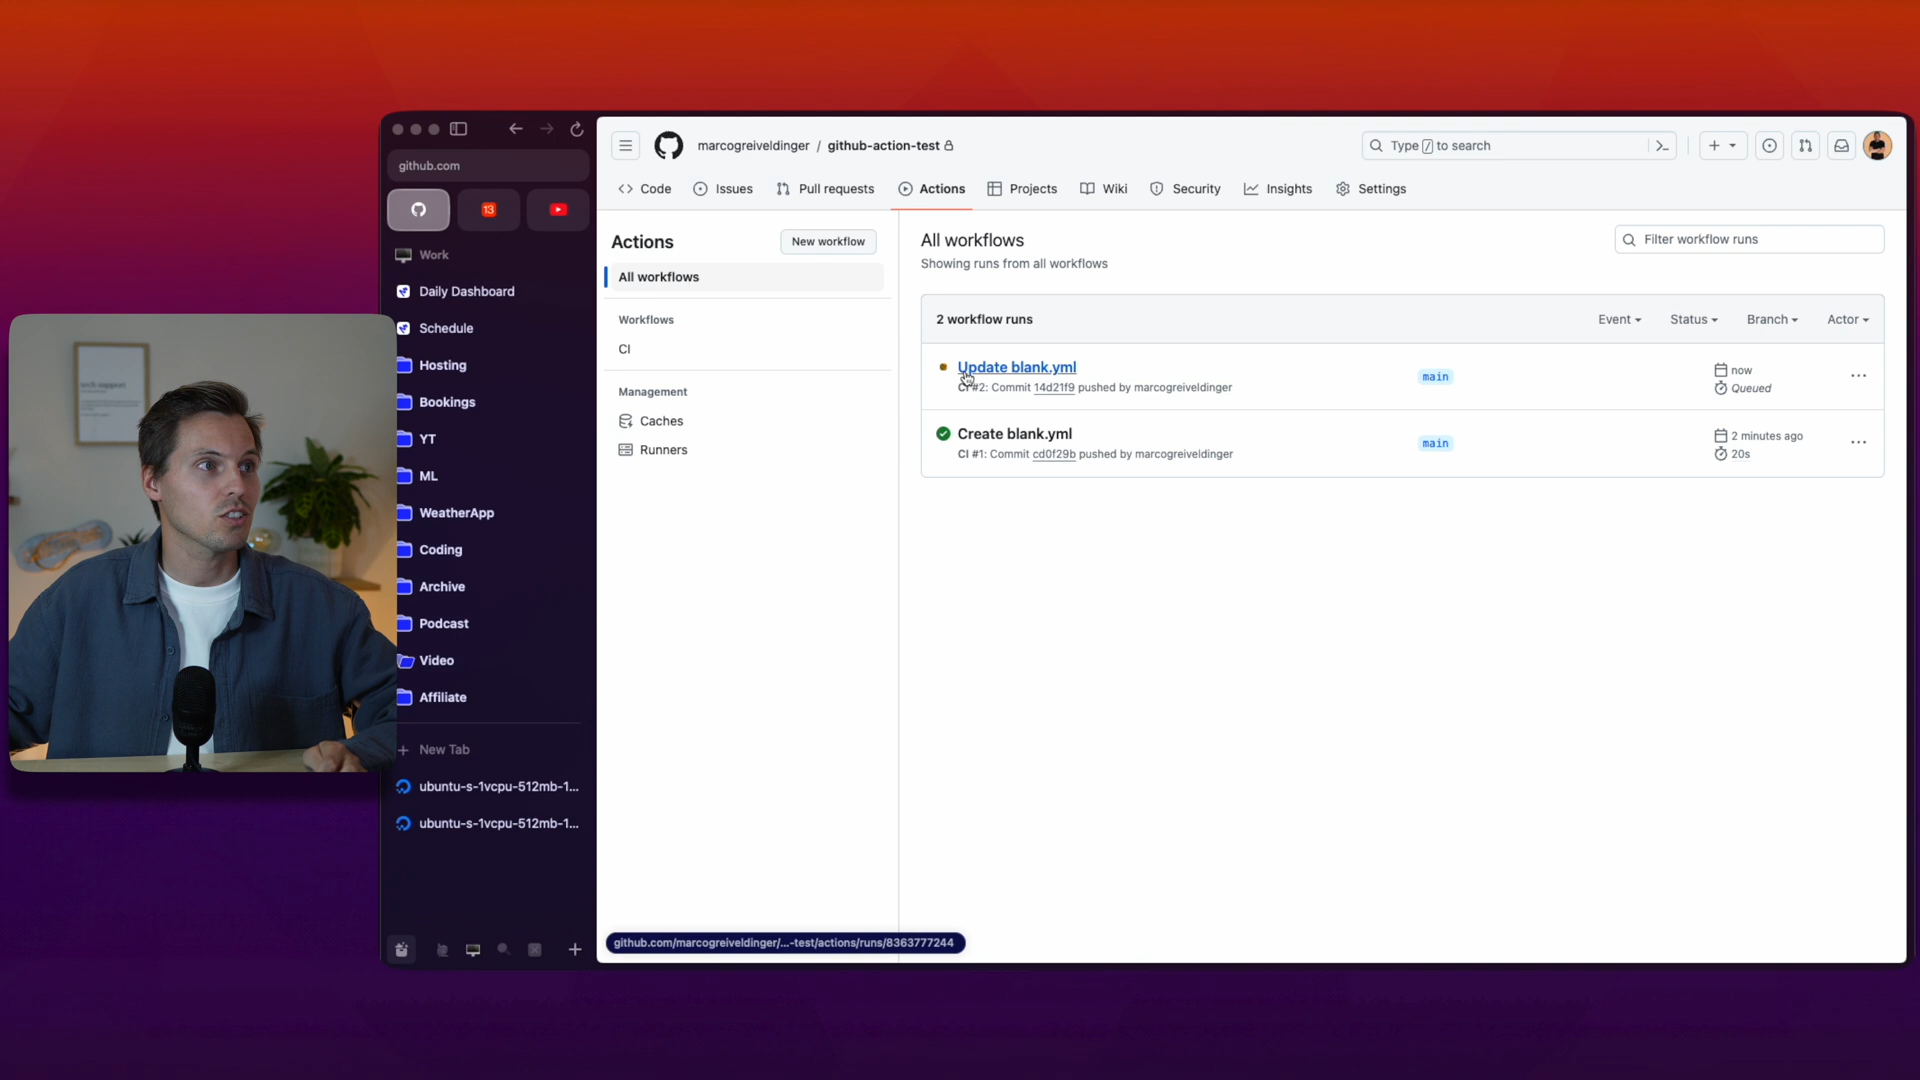 github.com
13
Work
Daily Dashboard
Schedule
Hosting
Bookings
YT
ML
WeatherApp
Coding
Archive
Podcast
Video
Affiliate
New Tab
ubuntu-s-1vcpu-512mb-1...
ubuntu-s-1vcpu-512mb-1...
marcogreiveldinger / github-action-test
Type / to search
Code
Issues
Pull requests
Actions
Projects
Wiki
Security
Insights
Settings
Actions
New workflow
All workflows
Workflows
CI
Management
Caches
Runners
All workflows
Showing runs from all workflows
Filter workflow runs
2 workflow runs
Event
Status
Branch
Actor
Update blank.yml
CI #2: Commit 14d21f9 pushed by marcogreiveldinger
main
now
Queued
Create blank.yml
CI #1: Commit cd0f29b pushed by marcogreiveldinger
main
2 minutes ago
20s
github.com/marcogreiveldinger/...-test/actions/runs/8363777244
tech support